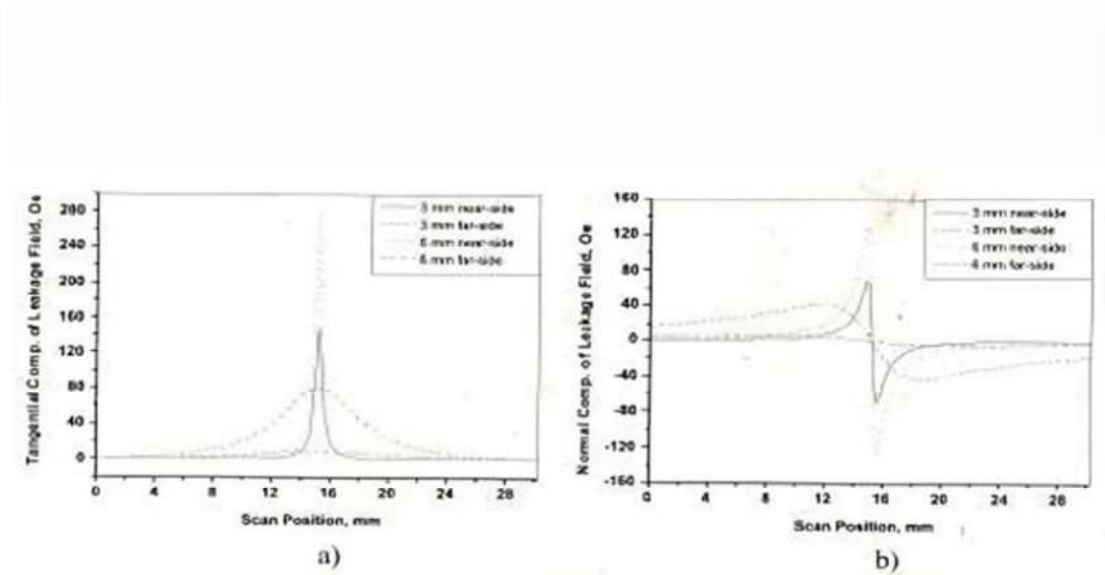 Tangential Comp. of Leakage Field, Oe
280
240
200
160
120
80
40
0
0 4 8 12 16 20 24 28
Scan Position, mm
3 mm near-side
3 mm far-side
6 mm near-side
6 mm far-side
a)
Normal Comp. of Leakage Field, Oe
160
120
80
40
0
-40
-80
-120
-160
0 4 8 12 16 20 24 28
Scan Position, mm
3 mm near-side
3 mm far-side
6 mm near-side
6 mm far-side
b)